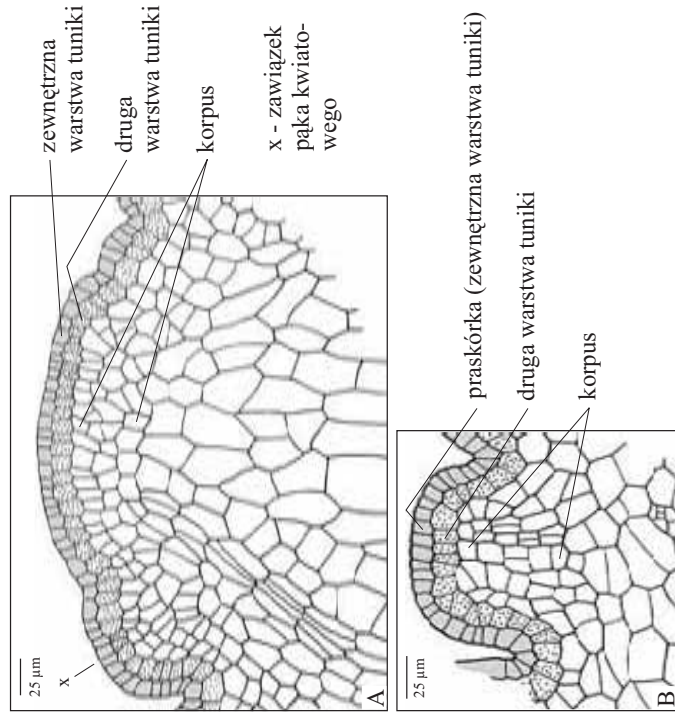 25 µm
x
A
zewnętrzna
warstwa tuniki
druga
warstwa tuniki
korpus
x - zawiązek
pąka kwiato-
wego
25 µm
B
praskórka (zewnętrzna warstwa tuniki)
druga warstwa tuniki
korpus